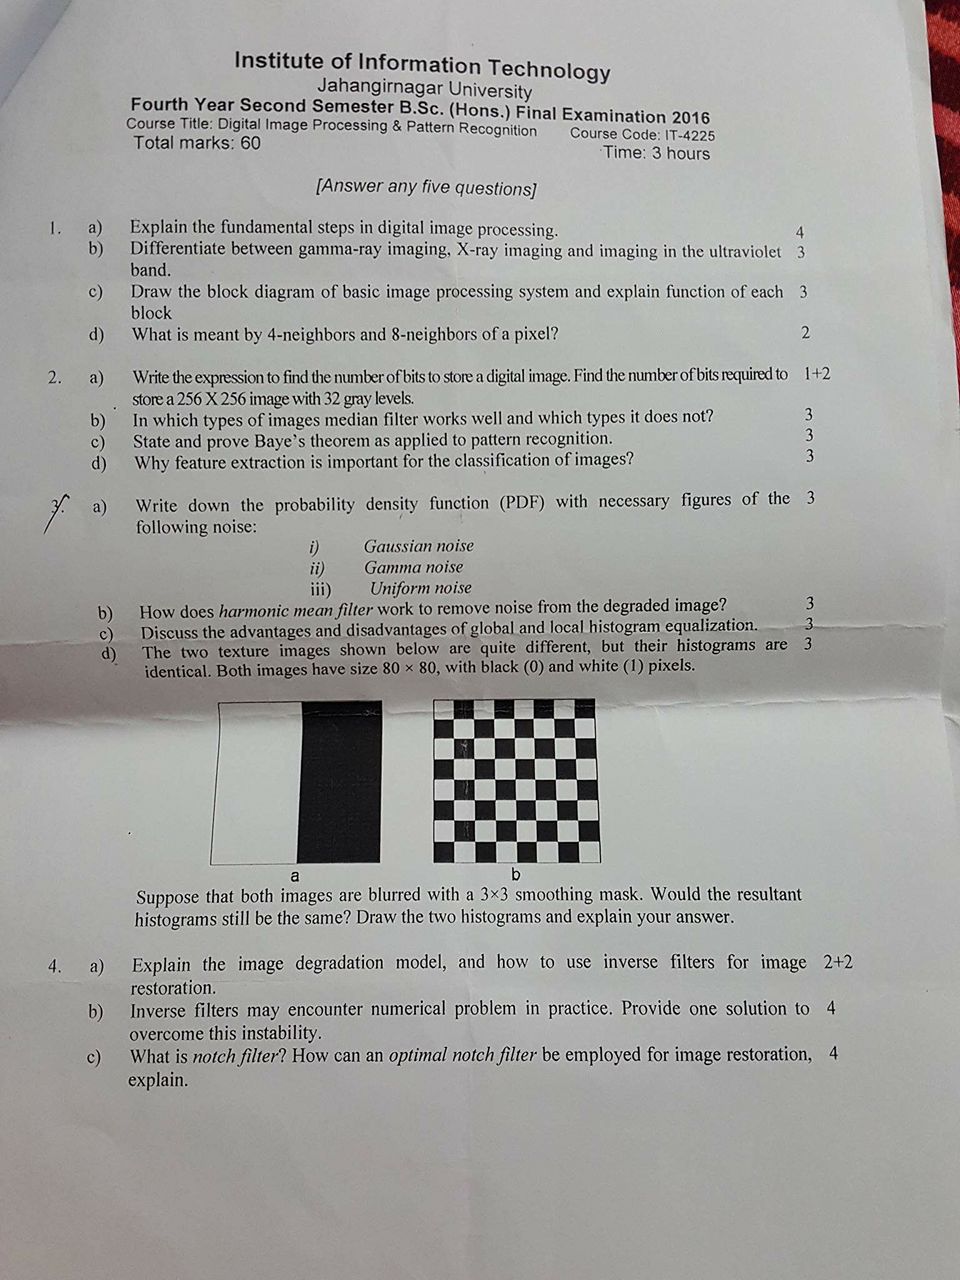 Institute of Information Technology
Jahangirnagar University
Fourth Year Second Semester B.Sc. (Hons.) Final Examination 2016
Course Title: Digital Image Processing & Pattern Recognition Course Code: IT-4225
Total marks: 60 Time: 3 hours
[Answer any five questions]
1. a) Explain the fundamental steps in digital image processing. 4
b) Differentiate between gamma-ray imaging, X-ray imaging and imaging in the ultraviolet 3
band.
c) Draw the block diagram of basic image processing system and explain function of each 3
block
d) What is meant by 4-neighbors and 8-neighbors of a pixel? 2
2. a) Write the expression to find the number of bits to store a digital image. Find the number of bits required to 1+2
store a 256 X 256 image with 32 gray levels.
b) In which types of images median filter works well and which types it does not? 3
c) State and prove Baye's theorem as applied to pattern recognition. 3
d) Why feature extraction is important for the classification of images? 3
3. a) Write down the probability density function (PDF) with necessary figures of the 3
following noise:
i) Gaussian noise
ii) Gamma noise
iii) Uniform noise
b) How does harmonic mean filter work to remove noise from the degraded image? 3
c) Discuss the advantages and disadvantages of global and local histogram equalization. 3
d) The two texture images shown below are quite different, but their histograms are 3
identical. Both images have size 80 × 80, with black (0) and white (1) pixels.
a b
Suppose that both images are blurred with a 3×3 smoothing mask. Would the resultant
histograms still be the same? Draw the two histograms and explain your answer.
4. a) Explain the image degradation model, and how to use inverse filters for image 2+2
restoration.
b) Inverse filters may encounter numerical problem in practice. Provide one solution to 4
overcome this instability.
c) What is notch filter? How can an optimal notch filter be employed for image restoration, 4
explain.